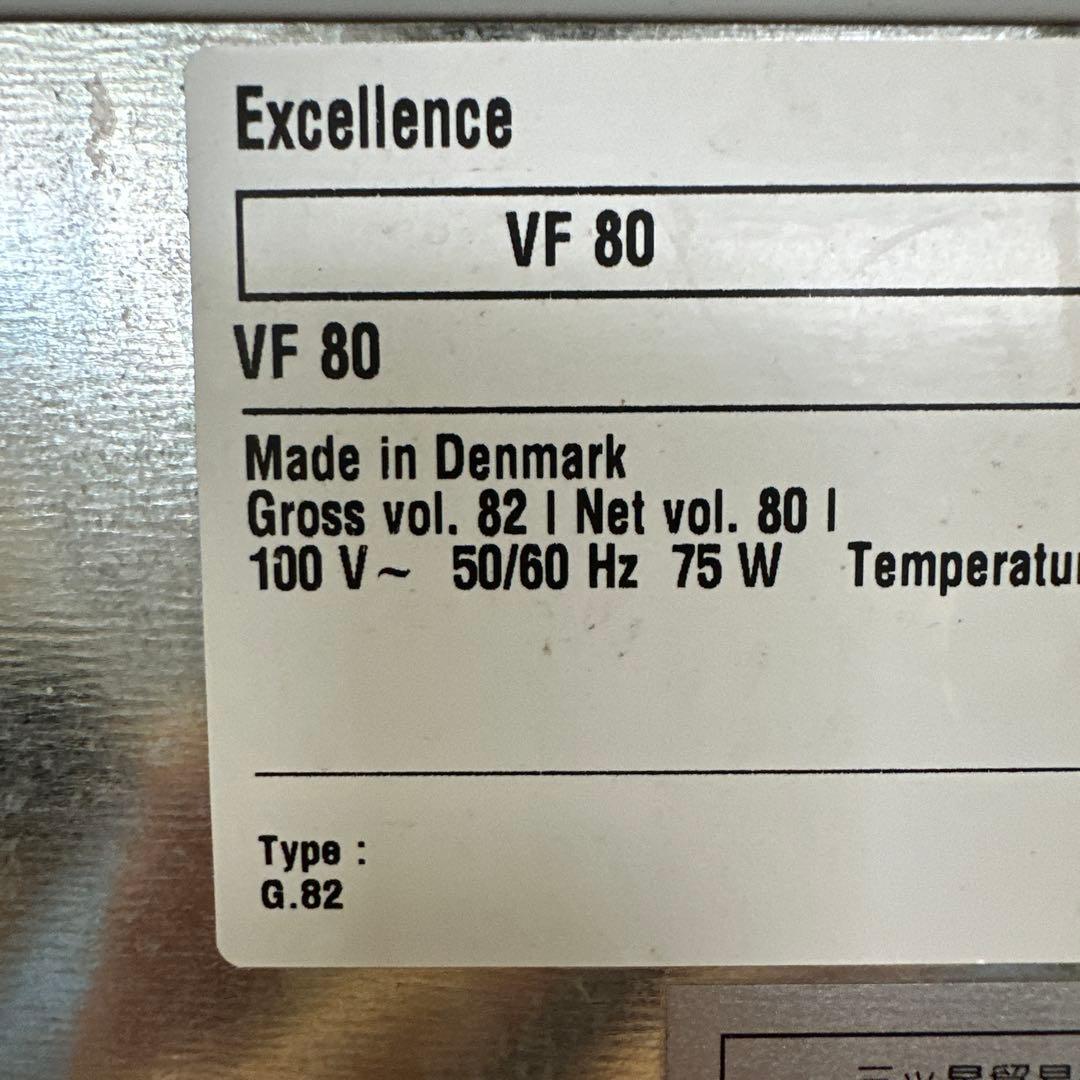 Excellence
VF 80
VF 80
Made in Denmark
Gross vol. 82 l Net vol. 80 l
100 V~ 50/60 Hz 75 W Temperatu
Type :
G.82